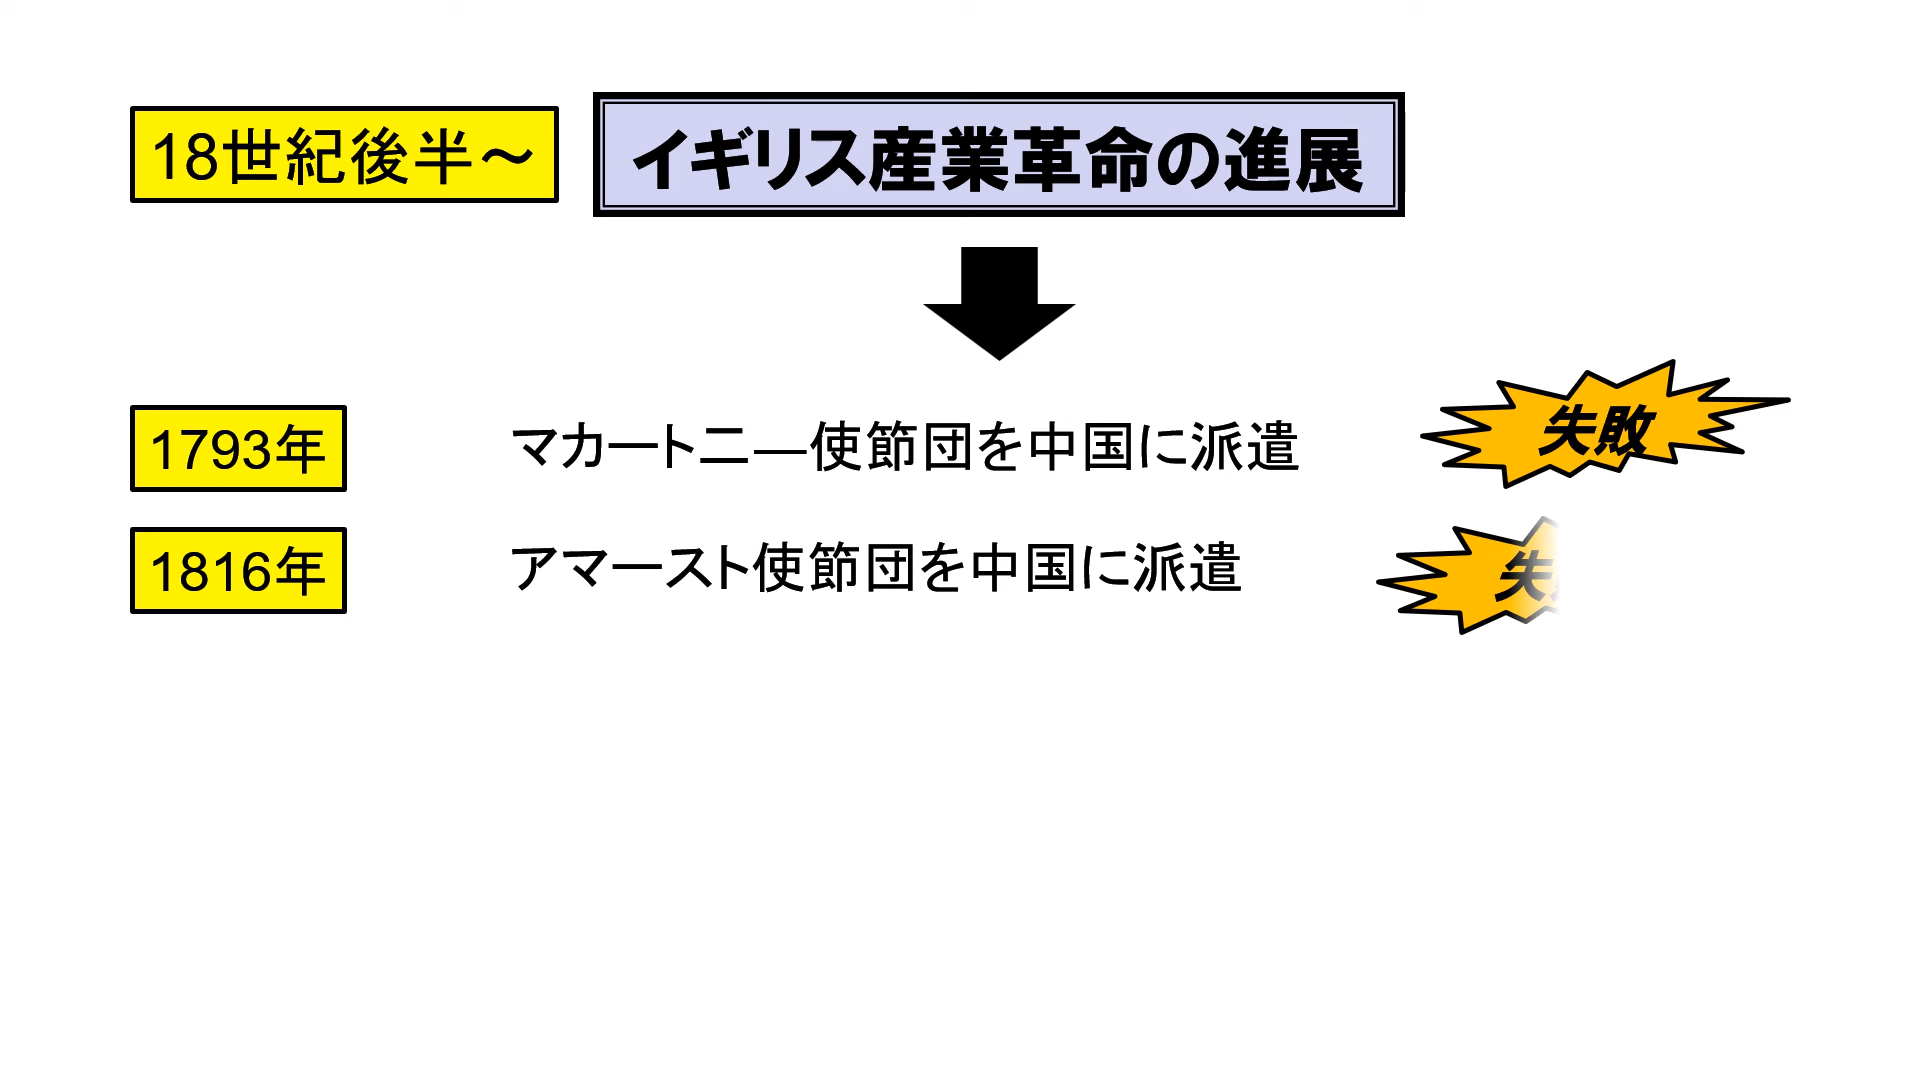 18世紀後半～
イギリス産業革命の進展
1793年
マカートニ―使節団を中国に派遣
失敗
1816年
アマースト使節団を中国に派遣
失